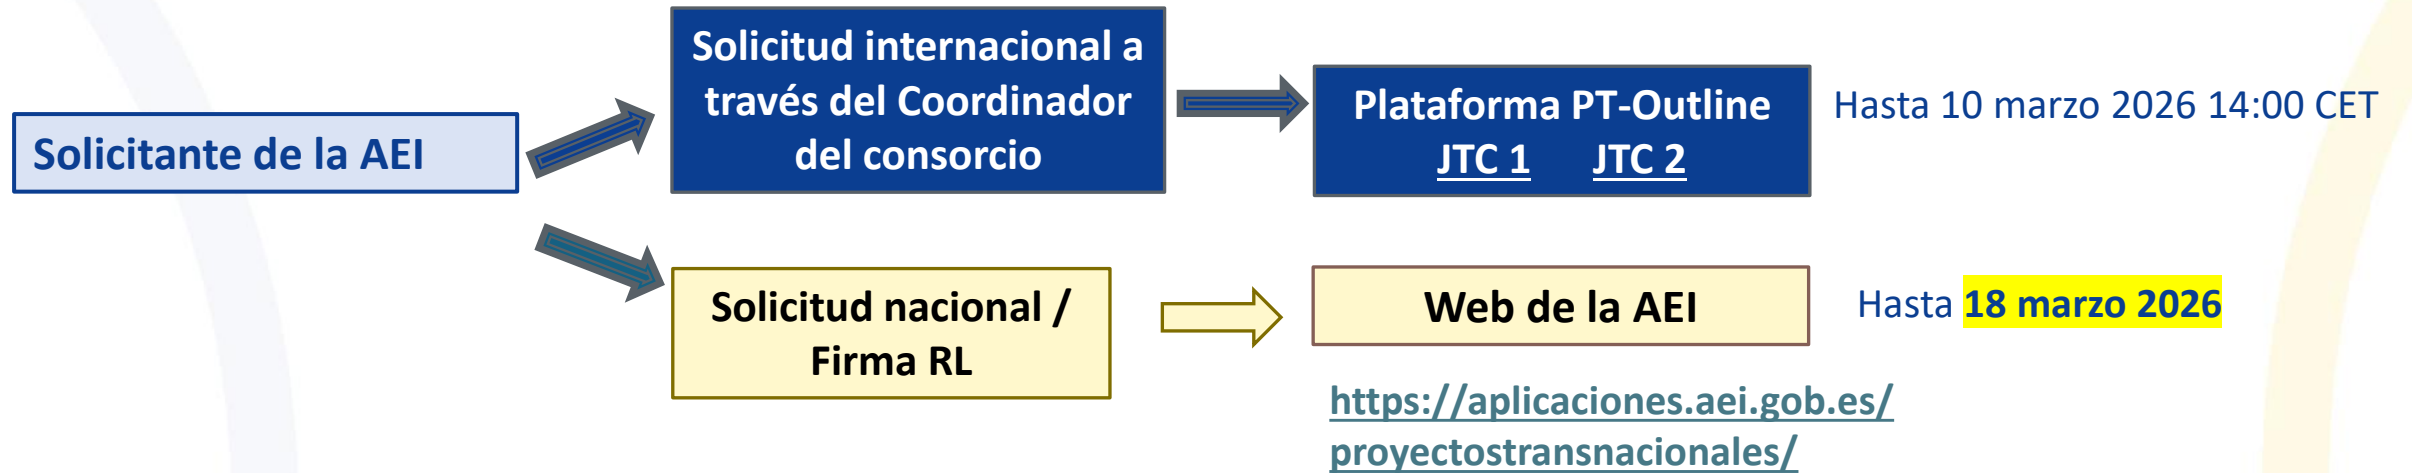 Solicitante de la AEI
Solicitud internacional a
través del Coordinador
del consorcio
Plataforma PT-Outline
JTC 1 JTC 2
Hasta 10 marzo 2026 14:00 CET
Solicitud nacional /
Firma RL
Web de la AEI
Hasta 18 marzo 2026
https://aplicaciones.aei.gob.es/
proyectostransnacionales/